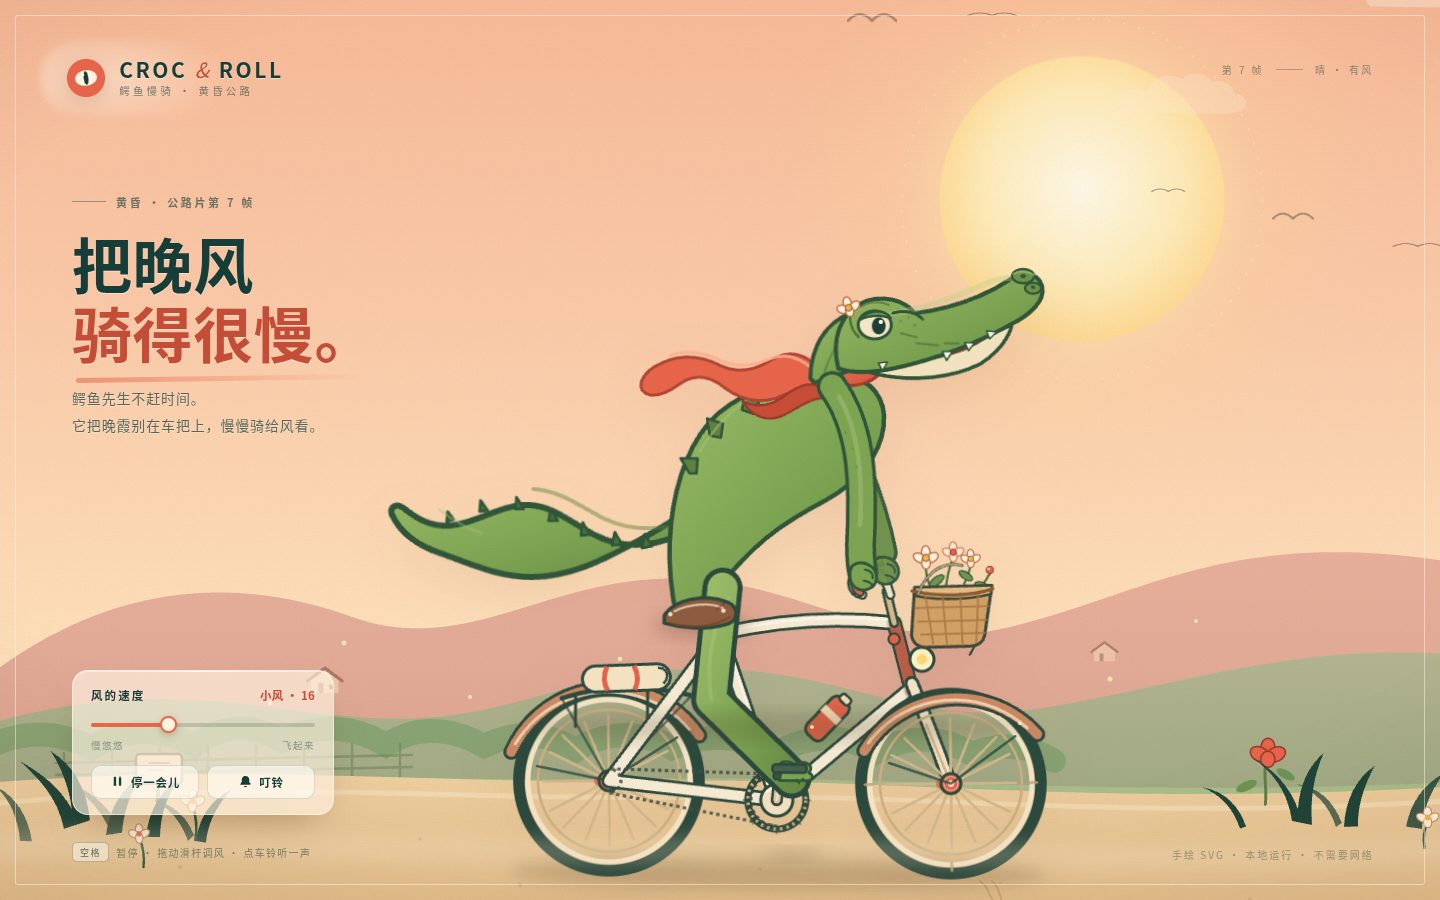 CROC & ROLL
鳄鱼慢骑 · 黄昏公路
第 7 帧 —— 晴 · 有风
黄昏 · 公路片第 7 帧
把晚风
骑得很慢。
鳄鱼先生不赶时间。
它把晚霞别在车把上，慢慢骑给风看。
风的速度 小风 · 16
慢悠悠 飞起来
停一会儿 叮铃
空格 暂停 · 拖动滑杆调风 · 点车铃听一声
手绘 SVG · 本地运行 · 不需要网络